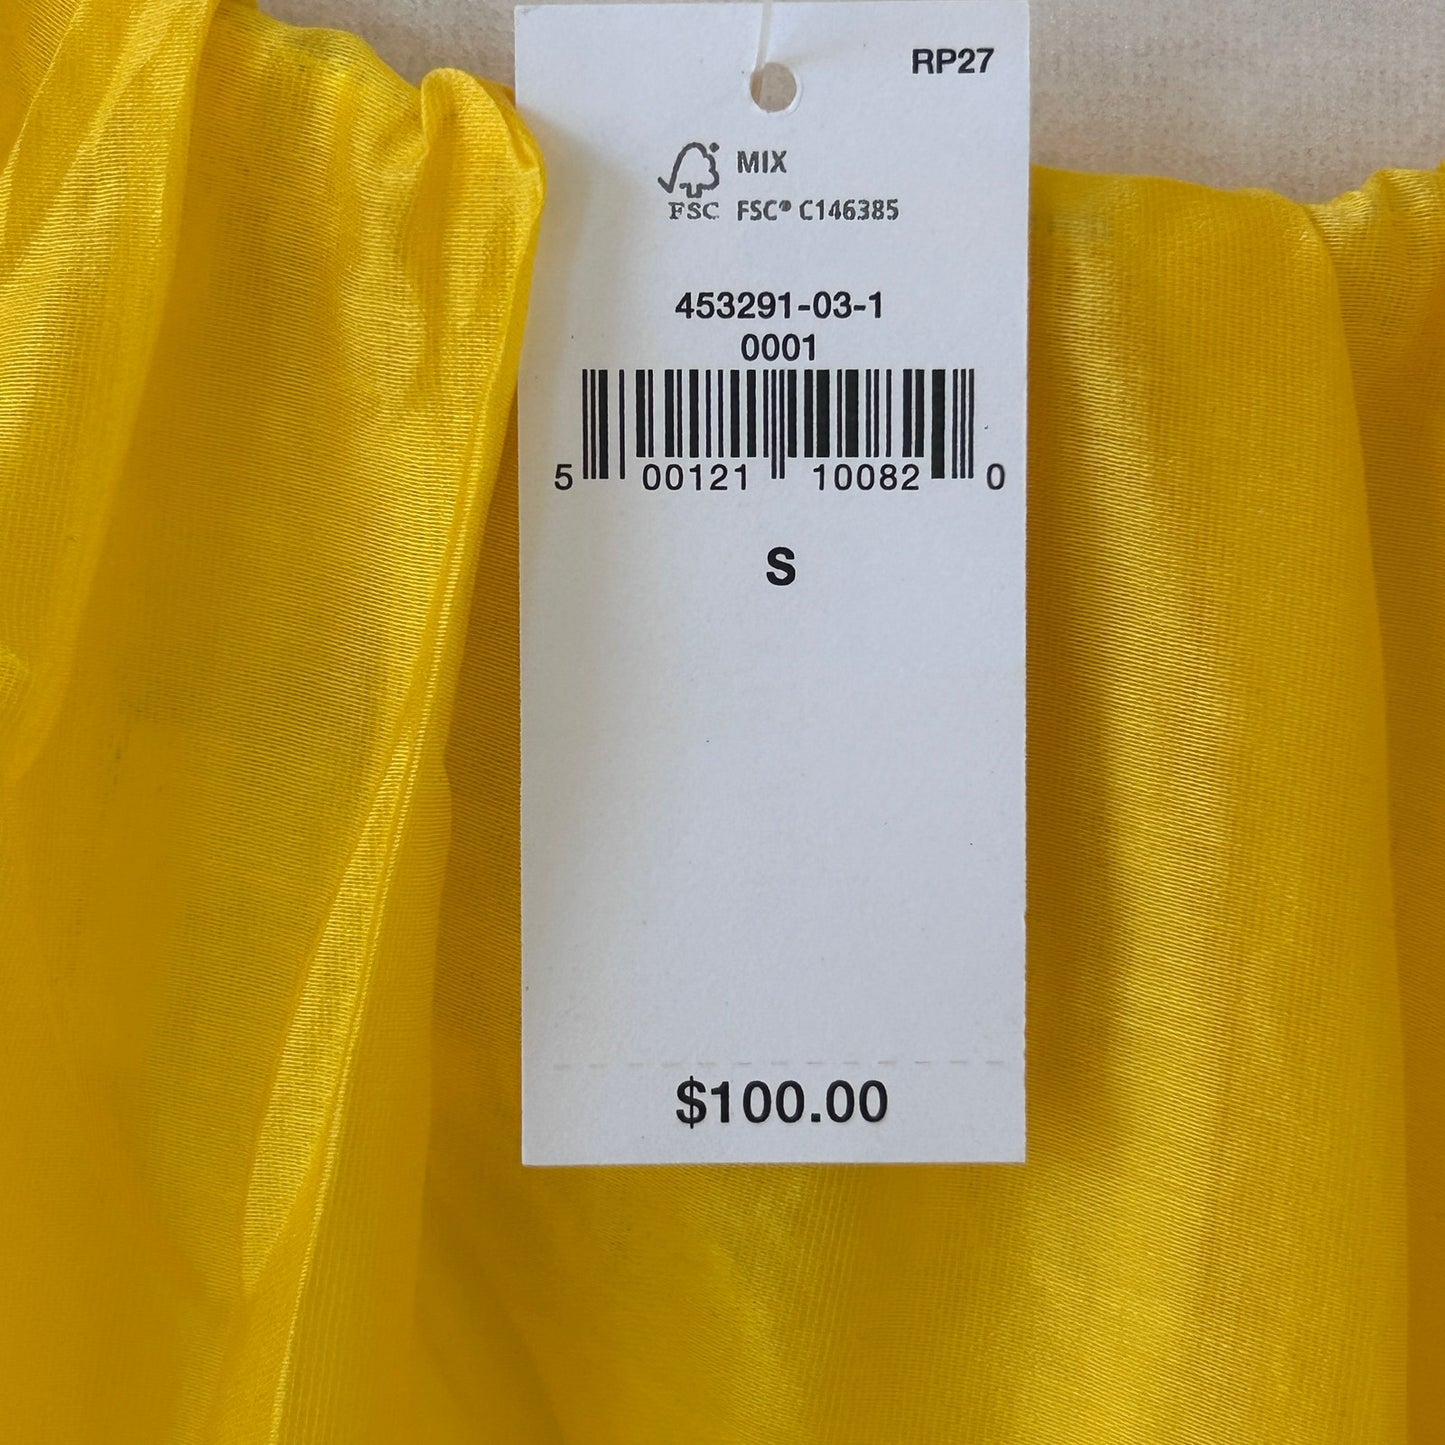 RP27
MIX
FSC
FSC® C146385
453291-03-1
0001
5 00121 10082 0
S
$100.00